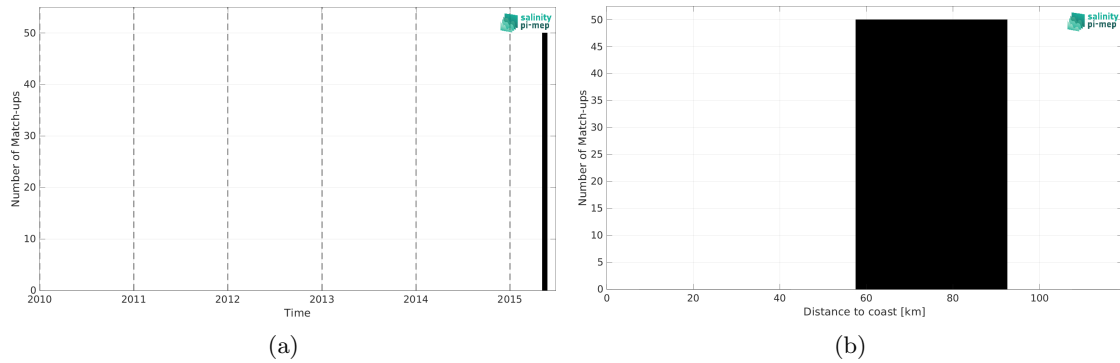 salinity
pi-mep
50
40
30
20
10
0
Number of Match-ups
2010 2011 2012 2013 2014 2015
Time
(a)
salinity
pi-mep
50
45
40
35
30
25
20
15
10
5
0
Number of Match-ups
0 20 40 60 80 100
Distance to coast [km]
(b)